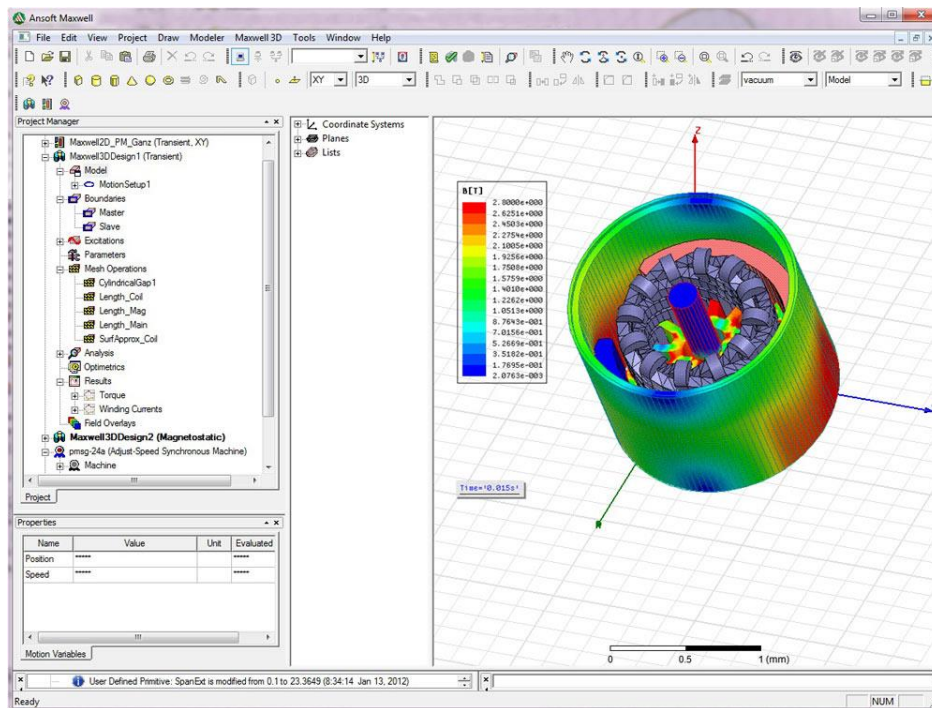 Ansoft Maxwell
File Edit View Project Draw Modeler Maxwell 3D Tools Window Help
XY 3D vacuum Model
Project Manager
Maxwell2D_PM_Ganz (Transient, XY)
Maxwell3DDesign1 (Transient)
Model
MotionSetup1
Boundaries
Master
Slave
Excitations
Parameters
Mesh Operations
CylindricalGap1
Length_Coil
Length_Mag
Length_Main
SurfApprox_Coil
Analysis
Optimetrics
Results
Torque
Winding Currents
Field Overlays
Maxwell3DDesign2 (Magnetostatic)
pmsg-24a (Adjust-Speed Synchronous Machine)
Machine
Project
Properties
Name Value Unit Evaluated
Position ***** *****
Speed ***** *****
Motion Variables
Coordinate Systems
Planes
Lists
B[T]
2.8000e+000
2.6251e+000
2.4503e+000
2.2754e+000
2.1005e+000
1.9256e+000
1.7508e+000
1.5759e+000
1.4010e+000
1.2262e+000
1.0513e+000
8.7643e-001
7.0156e-001
5.2669e-001
3.5182e-001
1.7695e-001
2.0763e-003
Z
Time='0.015s'
0 0.5 1 (mm)
User Defined Primitive: SpanExt is modified from 0.1 to 23.3649 (8:34:14 Jan 13, 2012)
Ready
NUM